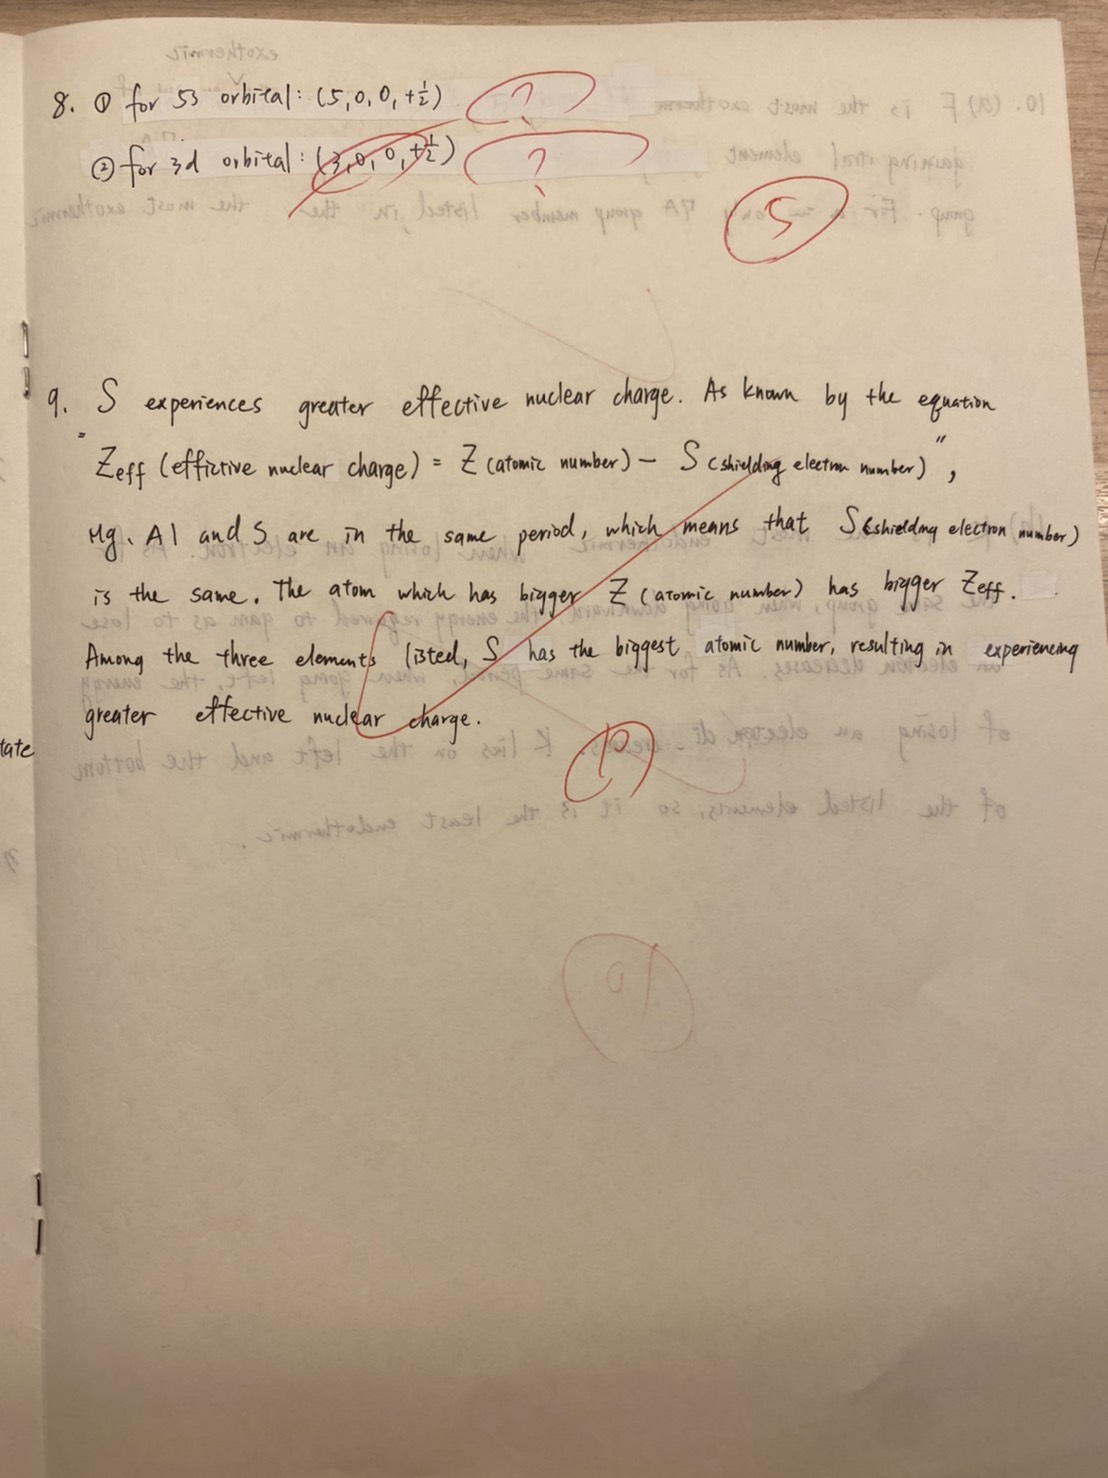 8. ① for 5s orbital: (5,0,0,+½) ?
② for 3d orbital: (3,0,0,+½) ?
5
9. S experiences greater effective nuclear charge. As known by the equation
"Zeff (effictive nuclear charge) = Z (atomic number) - S (shielding electron number)",
Mg, Al and S are in the same period, which means that S (shielding electron number)
is the same. The atom which has bigger Z (atomic number) has bigger Zeff.
Among the three elements listed, S has the biggest atomic number, resulting in experiencing
greater effective nuclear charge.
tate